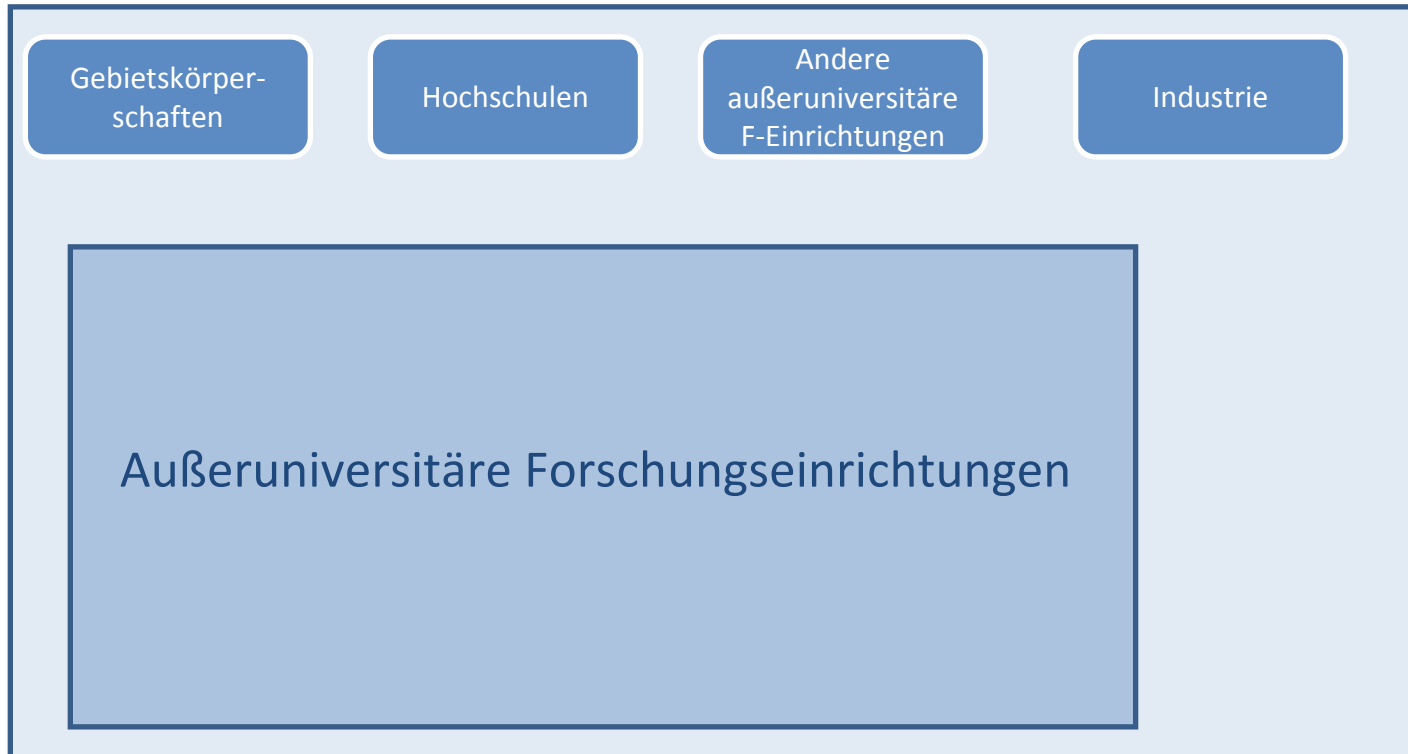 Gebietskörper-
schaften
Hochschulen
Andere
außeruniversitäre
F-Einrichtungen
Industrie
Außeruniversitäre Forschungseinrichtungen